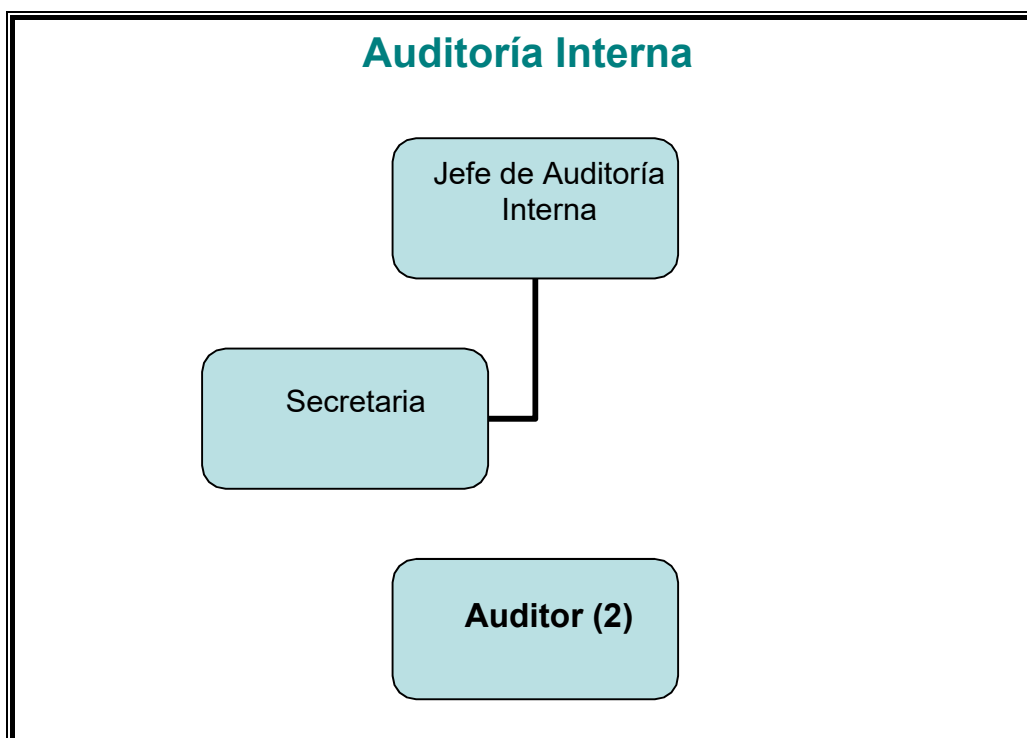 Auditoría Interna
Jefe de Auditoría
Interna
Secretaria
Auditor (2)